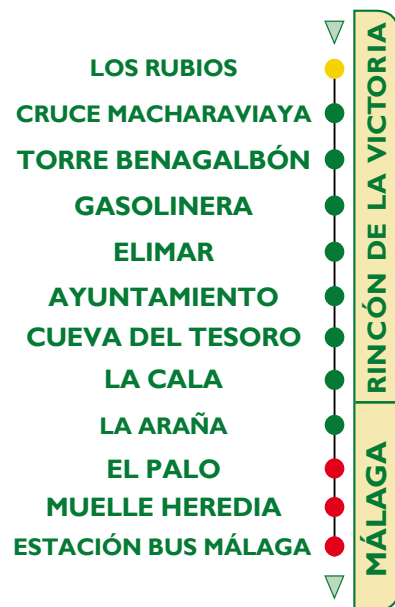 LOS RUBIOS
CRUCE MACHARAVIAYA
TORRE BENAGALBÓN
GASOLINERA
ELIMAR
AYUNTAMIENTO
CUEVA DEL TESORO
LA CALA
LA ARAÑA
EL PALO
MUELLE HEREDIA
ESTACIÓN BUS MÁLAGA
RINCÓN DE LA VICTORIA
MÁLAGA